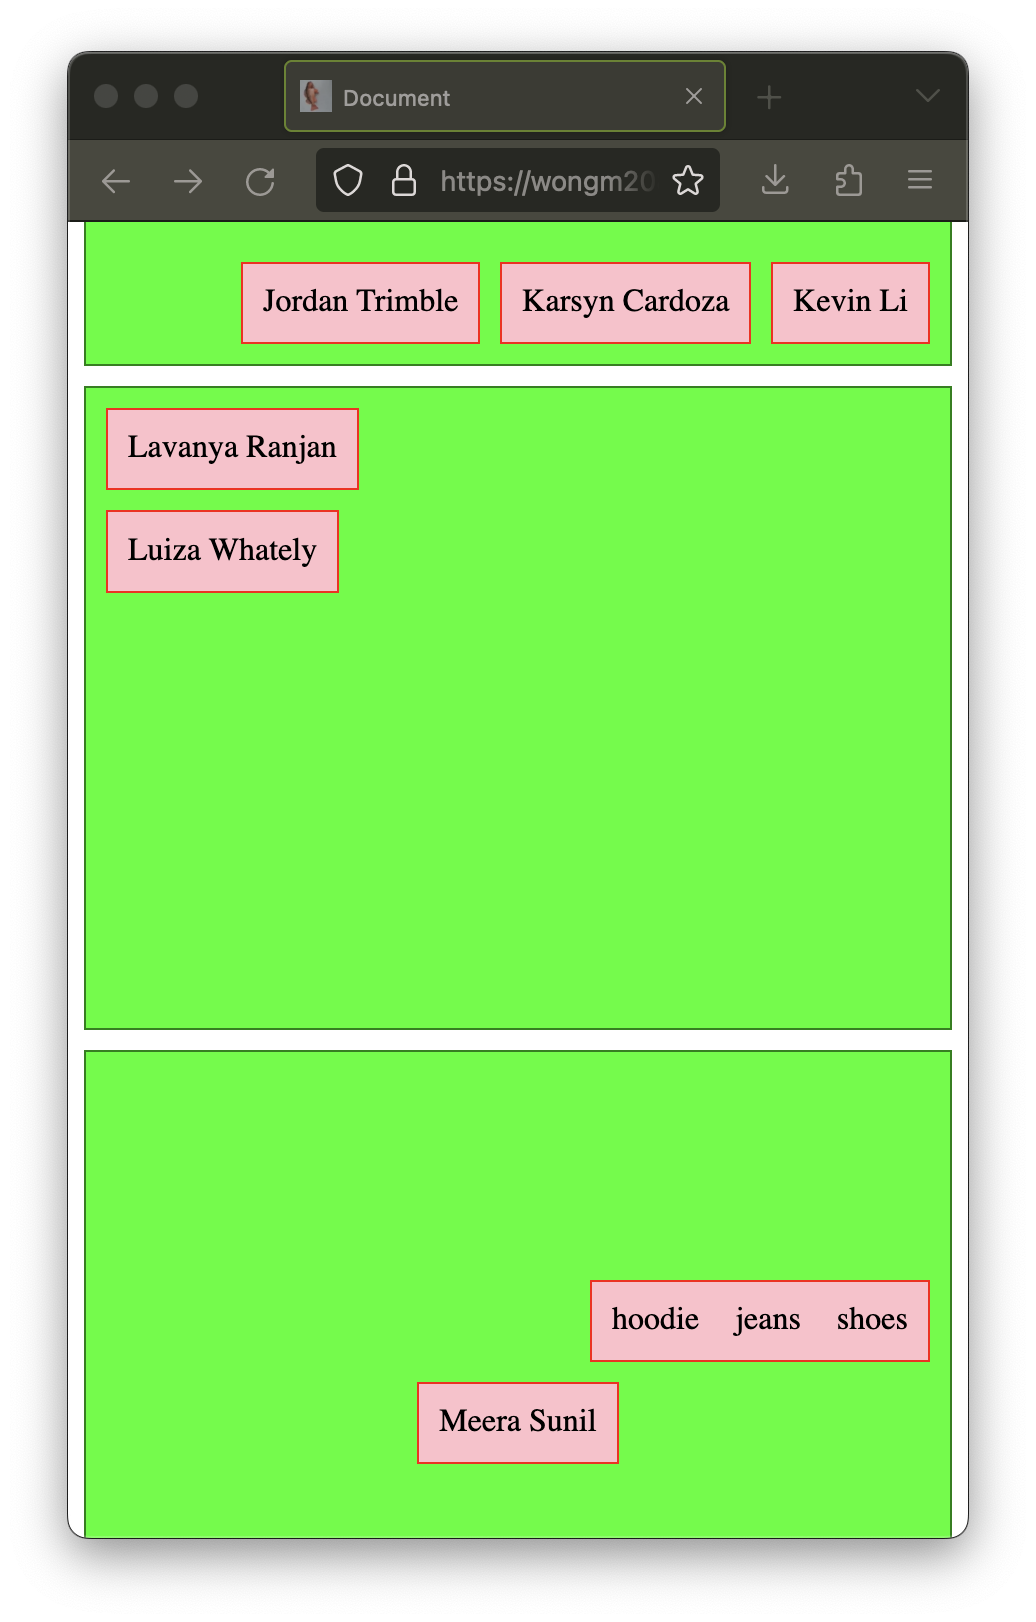 Document
https://wongm20
Jordan Trimble Karsyn Cardoza Kevin Li
Lavanya Ranjan
Luiza Whately
hoodie jeans shoes
Meera Sunil